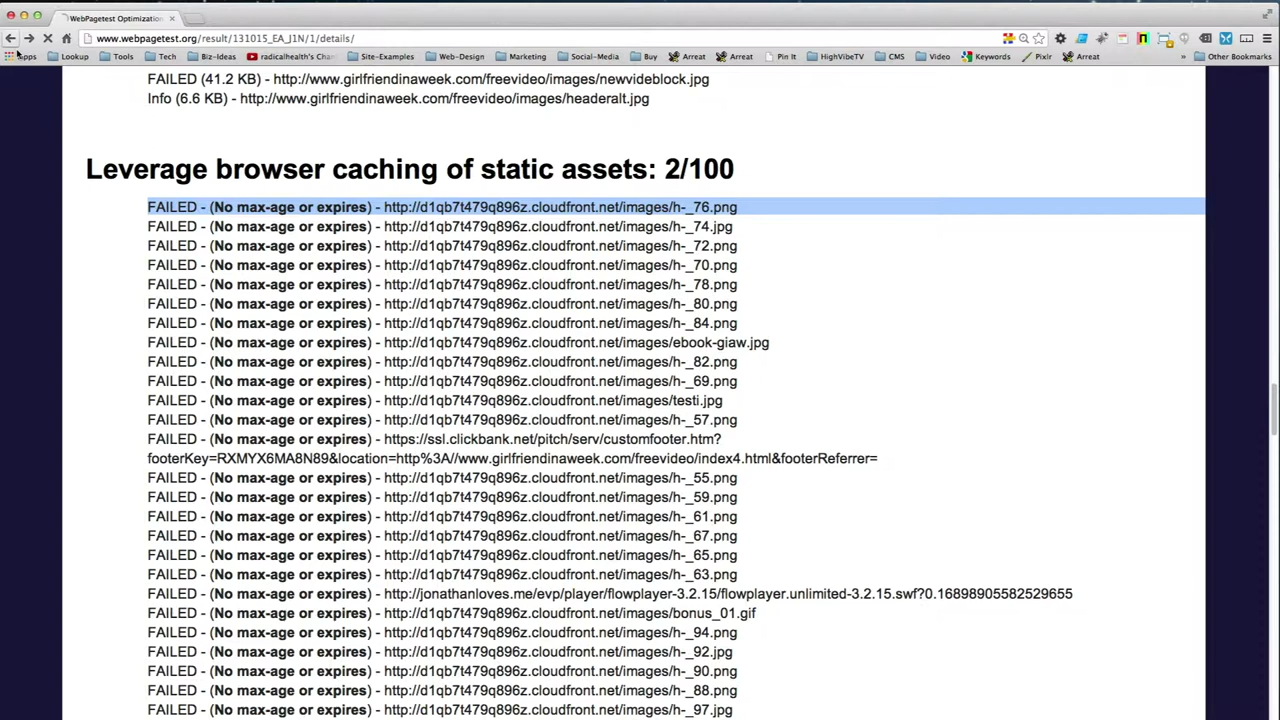 WebPagetest Optimization
www.webpagetest.org/result/131015_EA_J1N/1/details/
Apps Lookup Tools Biz-Ideas radicalhealth's Chan Site-Examples Web-Design Marketing Social-Media Buy Arreat Arreat Pin It HighVibeTV CMS Video Keywords Pixlr Arreat » Other Bookmarks
FAILED (41.2 KB) - http://www.girlfriendinaweek.com/freevideo/images/newvideblock.jpg
Info (6.6 KB) - http://www.girlfriendinaweek.com/freevideo/images/headeralt.jpg
Leverage browser caching of static assets: 2/100
FAILED - (No max-age or expires) - http://d1qb7t479q896z.cloudfront.net/images/h-_76.png
FAILED - (No max-age or expires) - http://d1qb7t479q896z.cloudfront.net/images/h-_74.jpg
FAILED - (No max-age or expires) - http://d1qb7t479q896z.cloudfront.net/images/h-_72.png
FAILED - (No max-age or expires) - http://d1qb7t479q896z.cloudfront.net/images/h-_70.png
FAILED - (No max-age or expires) - http://d1qb7t479q896z.cloudfront.net/images/h-_78.png
FAILED - (No max-age or expires) - http://d1qb7t479q896z.cloudfront.net/images/h-_80.png
FAILED - (No max-age or expires) - http://d1qb7t479q896z.cloudfront.net/images/h-_84.png
FAILED - (No max-age or expires) - http://d1qb7t479q896z.cloudfront.net/images/ebook-giaw.jpg
FAILED - (No max-age or expires) - http://d1qb7t479q896z.cloudfront.net/images/h-_82.png
FAILED - (No max-age or expires) - http://d1qb7t479q896z.cloudfront.net/images/h-_69.png
FAILED - (No max-age or expires) - http://d1qb7t479q896z.cloudfront.net/images/testi.jpg
FAILED - (No max-age or expires) - http://d1qb7t479q896z.cloudfront.net/images/h-_57.png
FAILED - (No max-age or expires) - https://ssl.clickbank.net/pitch/serv/customfooter.htm?
footerKey=RXMYX6MA8N89&location=http%3A//www.girlfriendinaweek.com/freevideo/index4.html&footerReferrer=
FAILED - (No max-age or expires) - http://d1qb7t479q896z.cloudfront.net/images/h-_55.png
FAILED - (No max-age or expires) - http://d1qb7t479q896z.cloudfront.net/images/h-_59.png
FAILED - (No max-age or expires) - http://d1qb7t479q896z.cloudfront.net/images/h-_61.png
FAILED - (No max-age or expires) - http://d1qb7t479q896z.cloudfront.net/images/h-_67.png
FAILED - (No max-age or expires) - http://d1qb7t479q896z.cloudfront.net/images/h-_65.png
FAILED - (No max-age or expires) - http://d1qb7t479q896z.cloudfront.net/images/h-_63.png
FAILED - (No max-age or expires) - http://jonathanloves.me/evp/player/flowplayer-3.2.15/flowplayer.unlimited-3.2.15.swf?0.16898905582529655
FAILED - (No max-age or expires) - http://d1qb7t479q896z.cloudfront.net/images/bonus_01.gif
FAILED - (No max-age or expires) - http://d1qb7t479q896z.cloudfront.net/images/h-_94.png
FAILED - (No max-age or expires) - http://d1qb7t479q896z.cloudfront.net/images/h-_92.jpg
FAILED - (No max-age or expires) - http://d1qb7t479q896z.cloudfront.net/images/h-_90.png
FAILED - (No max-age or expires) - http://d1qb7t479q896z.cloudfront.net/images/h-_88.png
FAILED - (No max-age or expires) - http://d1qb7t479q896z.cloudfront.net/images/h-_97.jpg